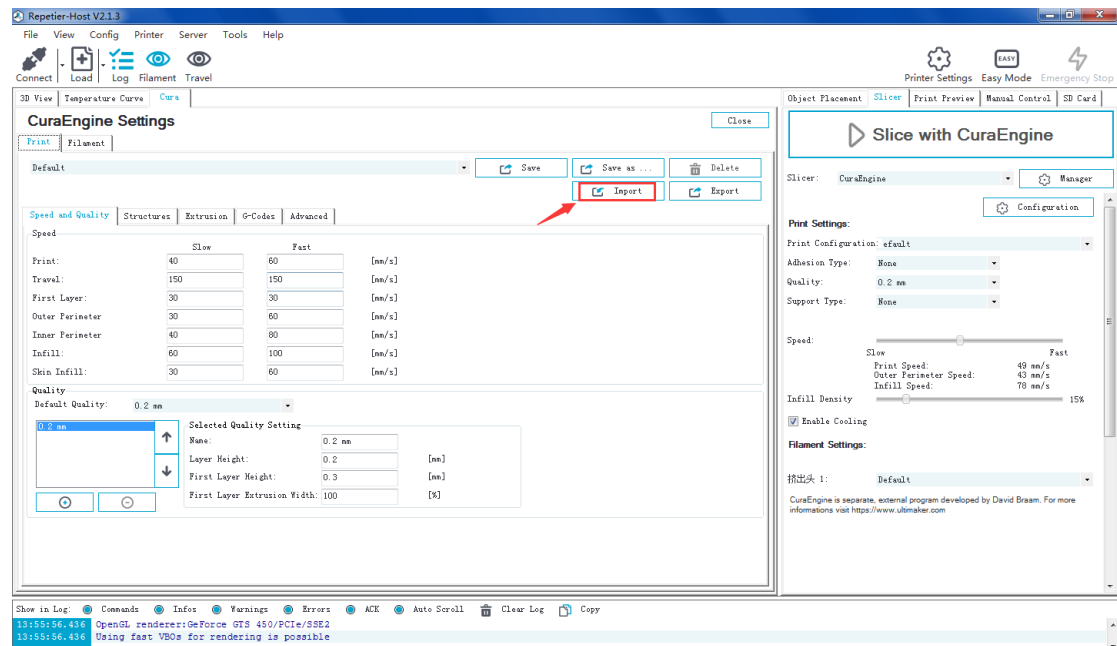 Repetier-Host V2.1.3
File View Config Printer Server Tools Help
Connect Load Log Filament Travel Printer Settings EASY Easy Mode Emergency Stop
3D View Temperature Curve Cura
Object Placement Slicer Print Preview Manual Control SD Card
CuraEngine Settings Close
Print Filament
Default Save Save as ... Delete
Import Export
Speed and Quality Structures Extrusion G-Codes Advanced
Speed
Slow Fast
Print: 40 60 [mm/s]
Travel: 150 150 [mm/s]
First Layer: 30 30 [mm/s]
Outer Perimeter 30 60 [mm/s]
Inner Perimeter 40 80 [mm/s]
Infill: 60 100 [mm/s]
Skin Infill: 30 60 [mm/s]
Quality
Default Quality: 0.2 mm
0.2 mm
Selected Quality Setting
Name: 0.2 mm
Layer Height: 0.2 [mm]
First Layer Height: 0.3 [mm]
First Layer Extrusion Width: 100 [%]
Slice with CuraEngine
Slicer: CuraEngine Manager
Configuration
Print Settings:
Print Configuration: efault
Adhesion Type: None
Quality: 0.2 mm
Support Type: None
Speed:
Slow Fast
Print Speed: 49 mm/s
Outer Perimeter Speed: 43 mm/s
Infill Speed: 78 mm/s
Infill Density 15%
Enable Cooling
Filament Settings:
挤出头 1: Default
CuraEngine is separate, external program developed by David Braam. For more
informations visit https://www.ultimaker.com
Show in Log: Commands Infos Warnings Errors ACK Auto Scroll Clear Log Copy
13:55:56.436 OpenGL renderer:GeForce GTS 450/PCIe/SSE2
13:55:56.436 Using fast VBOs for rendering is possible